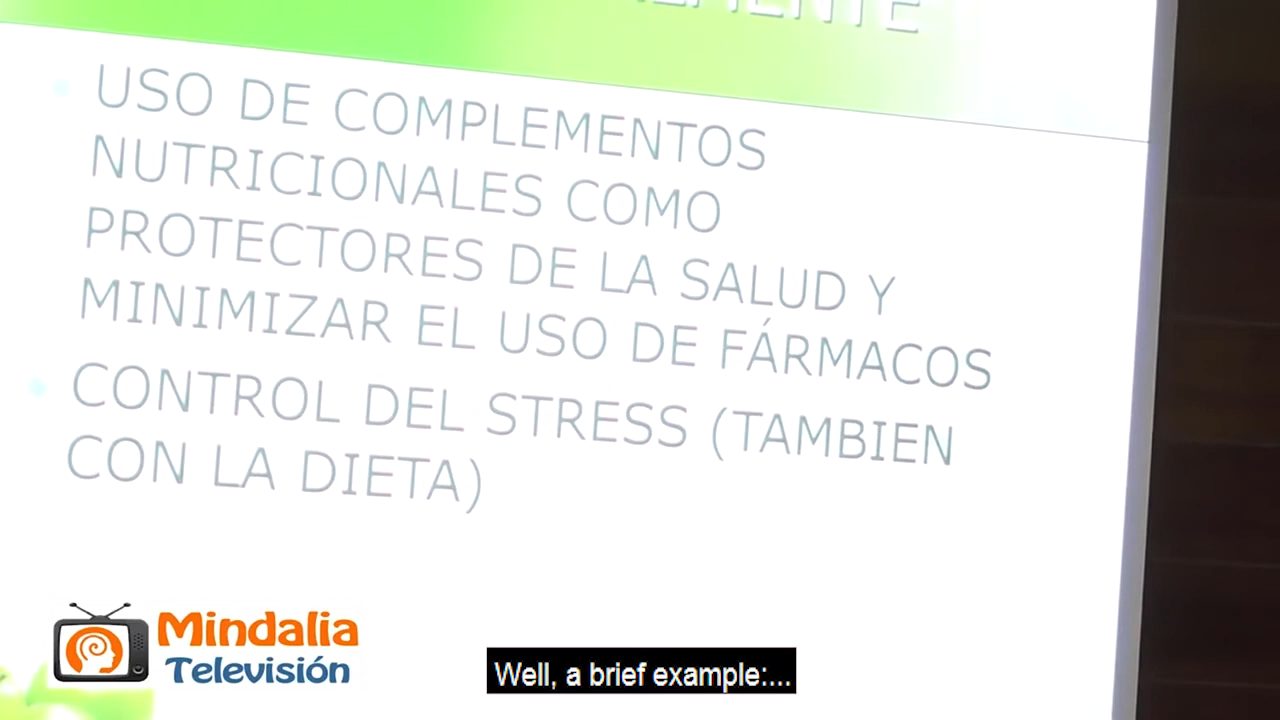 USO DE COMPLEMENTOS
NUTRICIONALES COMO
PROTECTORES DE LA SALUD Y
MINIMIZAR EL USO DE FÁRMACOS
CONTROL DEL STRESS (TAMBIEN
CON LA DIETA)
Mindalia
Televisión
Well, a brief example:...